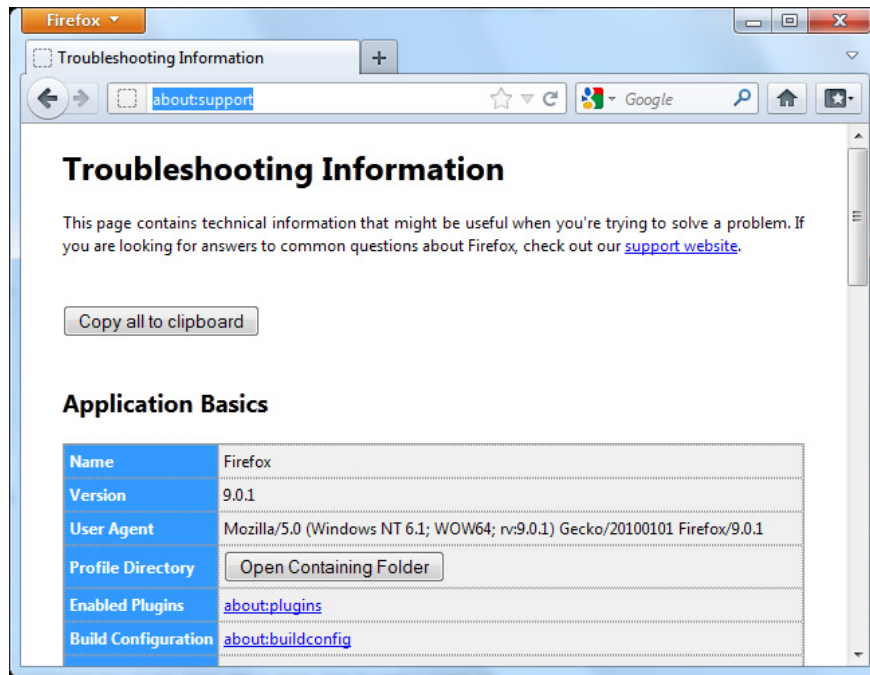 Firefox
Troubleshooting Information
about:support
Google
Troubleshooting Information
This page contains technical information that might be useful when you're trying to solve a problem. If
you are looking for answers to common questions about Firefox, check out our support website.
Copy all to clipboard
Application Basics
Name Firefox
Version 9.0.1
User Agent Mozilla/5.0 (Windows NT 6.1; WOW64; rv:9.0.1) Gecko/20100101 Firefox/9.0.1
Profile Directory Open Containing Folder
Enabled Plugins about:plugins
Build Configuration about:buildconfig